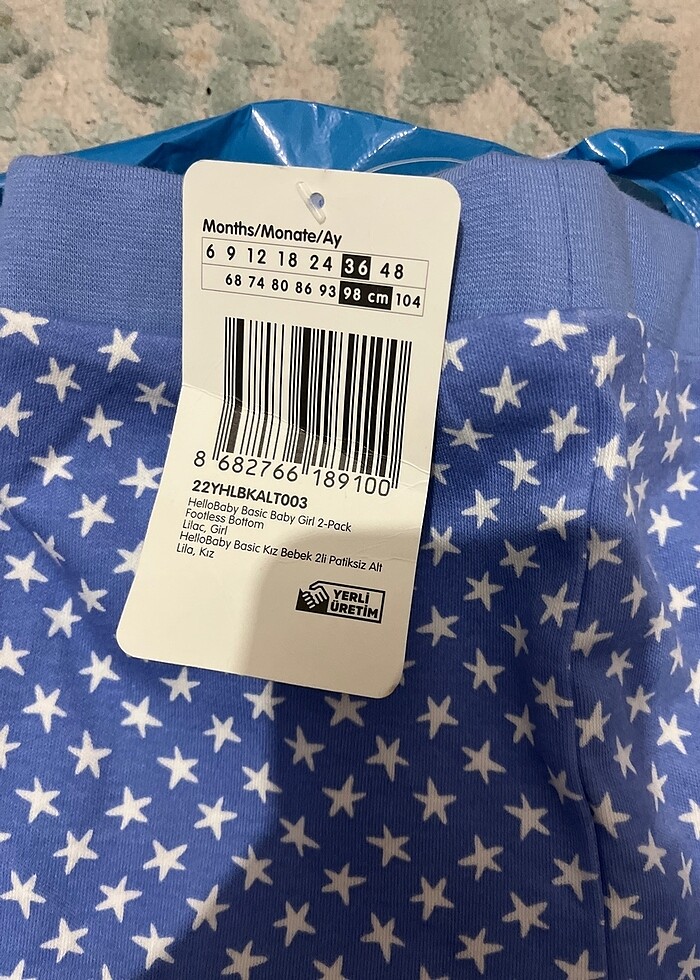 Months/Monate/Ay
6 9 12 18 24 36 48
68 74 80 86 93 98 cm 104
8 682766 189100
22YHLBKALT003
HelloBaby Basic Baby Girl 2-Pack
Footless Bottom
Lilac, Girl
HelloBaby Basic Kız Bebek 2li Patiksiz Alt
Lila, Kız
YERLİ
ÜRETİM